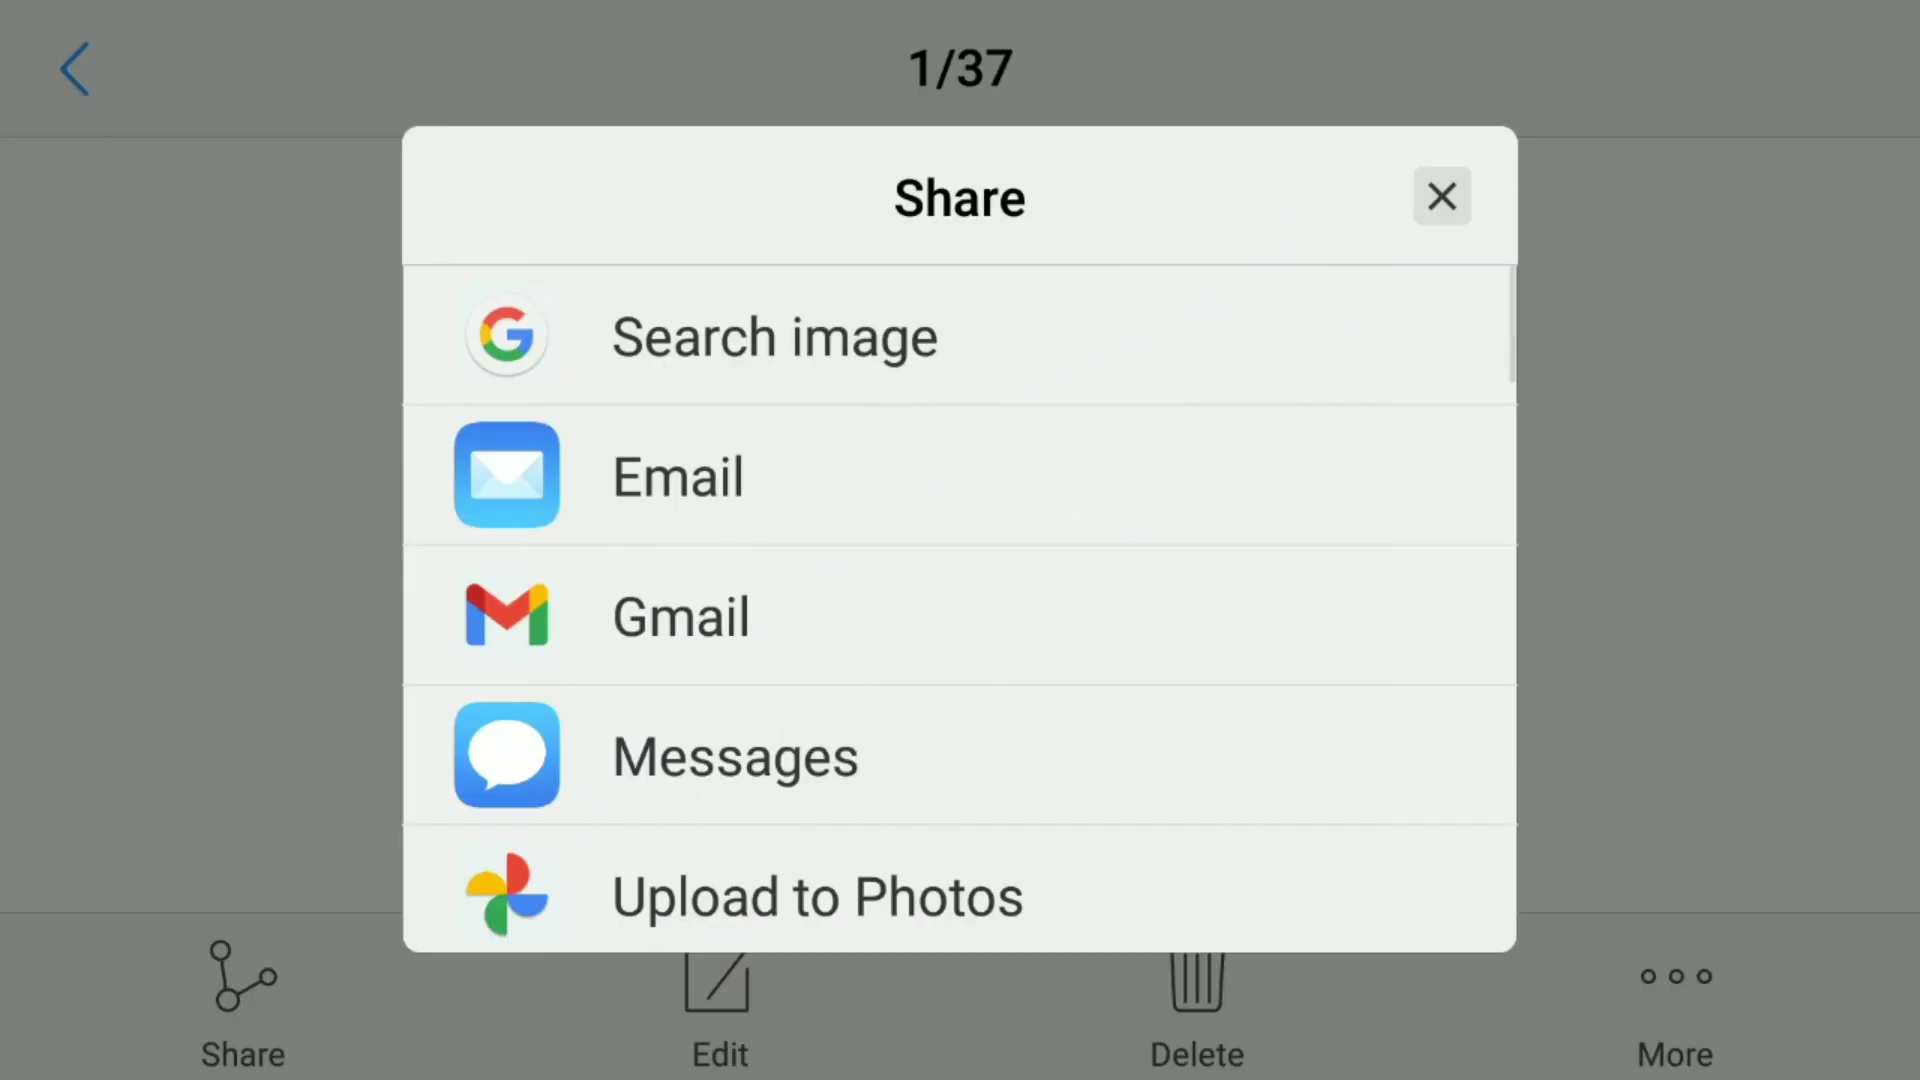 1/37
Share
Search image
Email
Gmail
Messages
Upload to Photos
Share
Edit
Delete
More